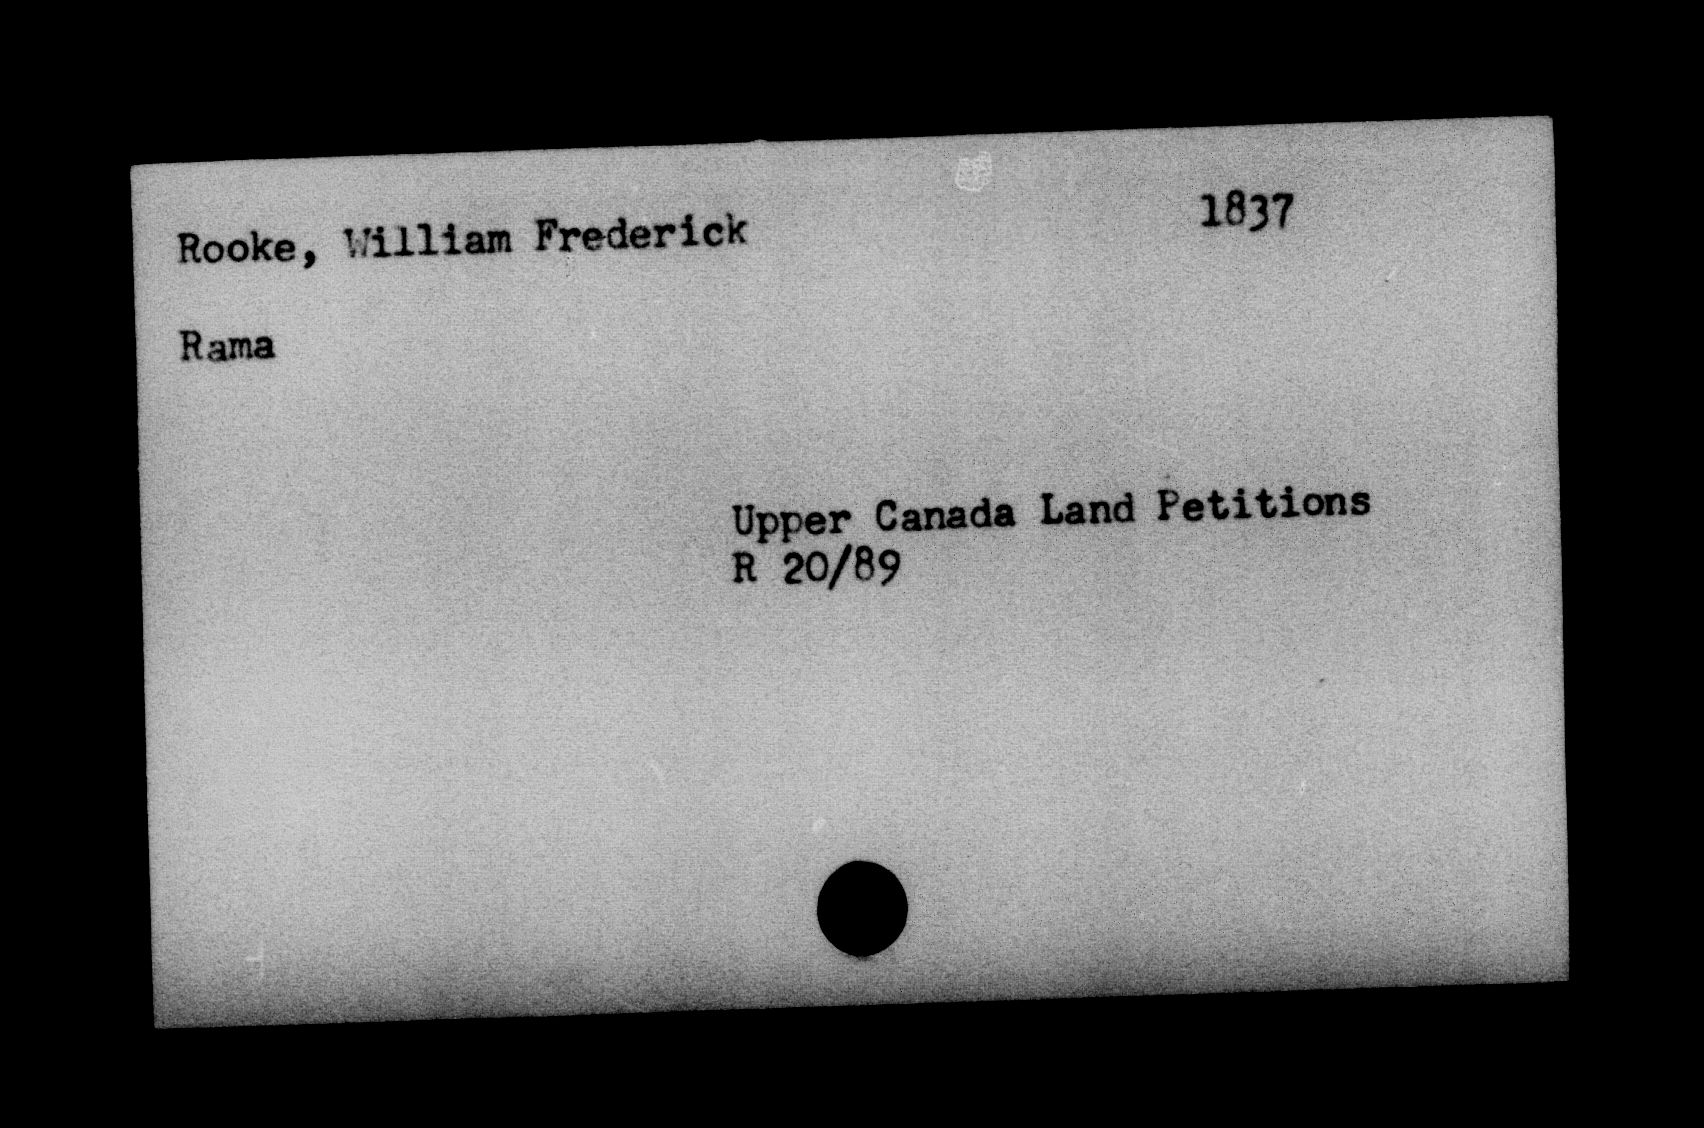 Rooke, William Frederick 1837
Rama
Upper Canada Land Petitions
R 20/89